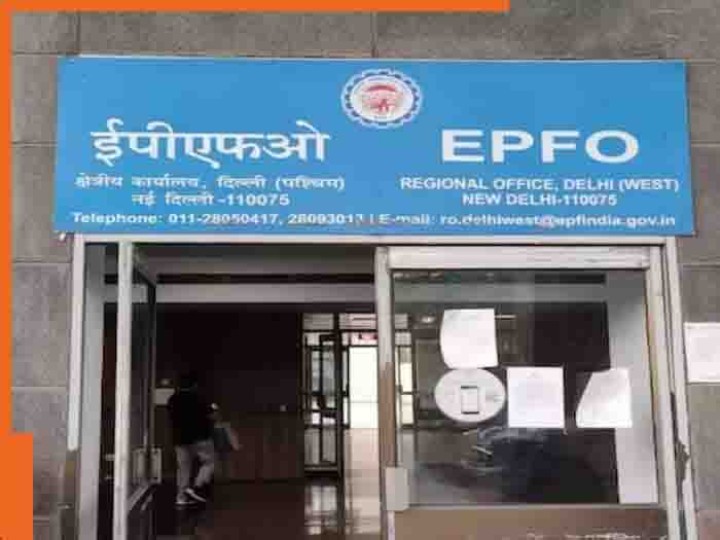 ईपीएफओ
क्षेत्रीय कार्यालय, दिल्ली (पश्चिम)
नई दिल्ली -110075
EPFO
REGIONAL OFFICE, DELHI (WEST)
NEW DELHI-110075
Telephone: 011-28050417, 28093013 | E-mail: ro.delhiwest@epfindia.gov.in